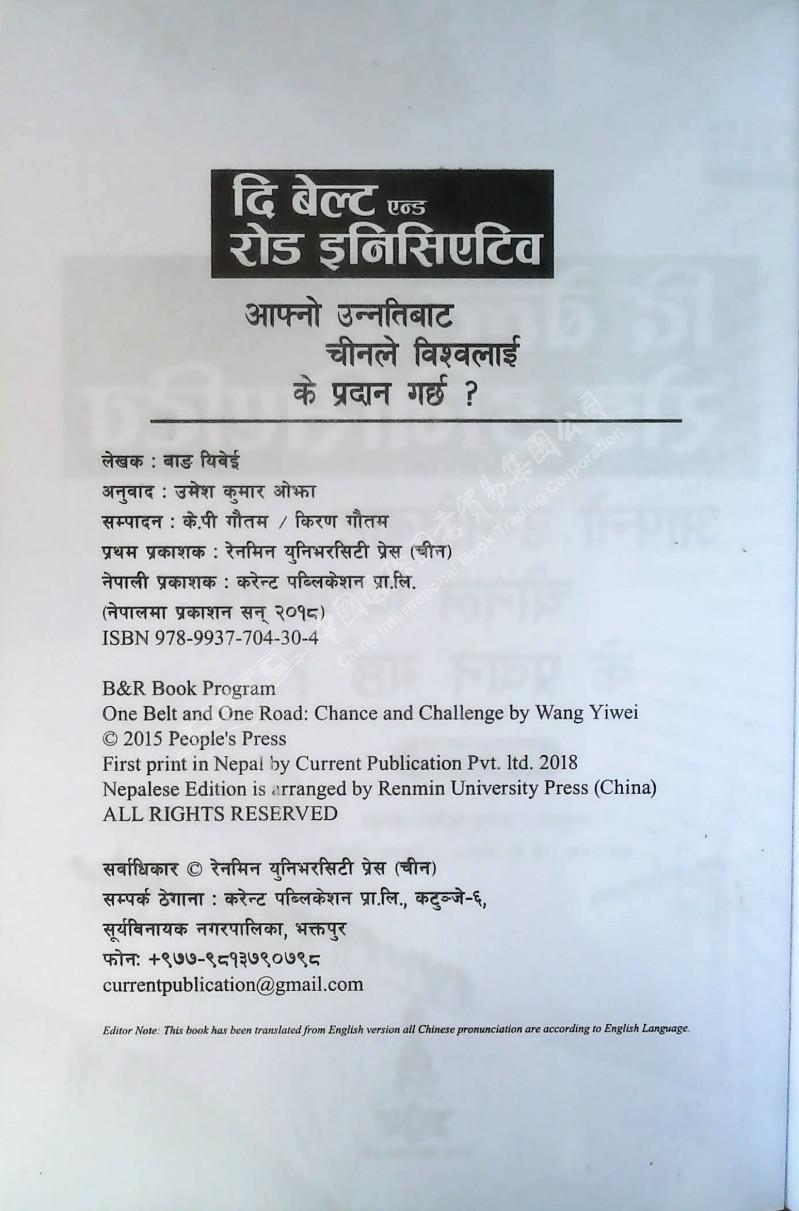 दि बेल्ट एन्ड
रोड इनिसिएटिव
आफ्नो उन्नतिबाट
चीनले विश्वलाई
के प्रदान गर्छ ?
लेखक : बाङ यिवेई
अनुवाद : उमेश कुमार ओझा
सम्पादन : के.पी गौतम / किरण गौतम
प्रथम प्रकाशक : रेनमिन युनिभरसिटी प्रेस (चीन)
नेपाली प्रकाशक : करेन्ट पब्लिकेशन प्रा.लि.
(नेपालमा प्रकाशन सन् २०१८)
ISBN 978-9937-704-30-4
B&R Book Program
One Belt and One Road: Chance and Challenge by Wang Yiwei
© 2015 People's Press
First print in Nepal by Current Publication Pvt. ltd. 2018
Nepalese Edition is arranged by Renmin University Press (China)
ALL RIGHTS RESERVED
सर्वाधिकार © रेनमिन युनिभरसिटी प्रेस (चीन)
सम्पर्क ठेगाना : करेन्ट पब्लिकेशन प्रा.लि., कटुञ्जे-६,
सूर्यविनायक नगरपालिका, भक्तपुर
फोन: +९७७-९८१३७९०७९८
currentpublication@gmail.com
Editor Note: This book has been translated from English version all Chinese pronunciation are according to English Language.
China International Book Trading Corporation